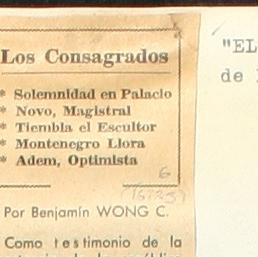 Los Consagrados
* Solemnidad en Palacio
* Novo, Magistral
* Tiembla el Escultor
* Montenegro Llora
* Adem, Optimista
6
Por Benjamín WONG C.
Como testimonio de la
"EL
de